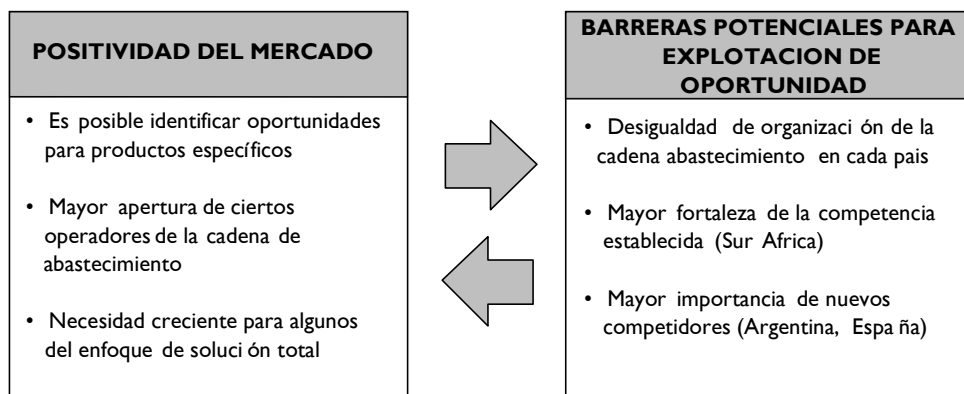 POSITIVIDAD DEL MERCADO
• Es posible identificar oportunidades
para productos específicos
• Mayor apertura de ciertos
operadores de la cadena de
abastecimiento
• Necesidad creciente para algunos
del enfoque de soluci ón total
BARRERAS POTENCIALES PARA
EXPLOTACION DE
OPORTUNIDAD
• Desigualdad de organizaci ón de la
cadena abastecimiento en cada pais
• Mayor fortaleza de la competencia
establecida (Sur Africa)
• Mayor importancia de nuevos
competidores (Argentina, Espa ña)